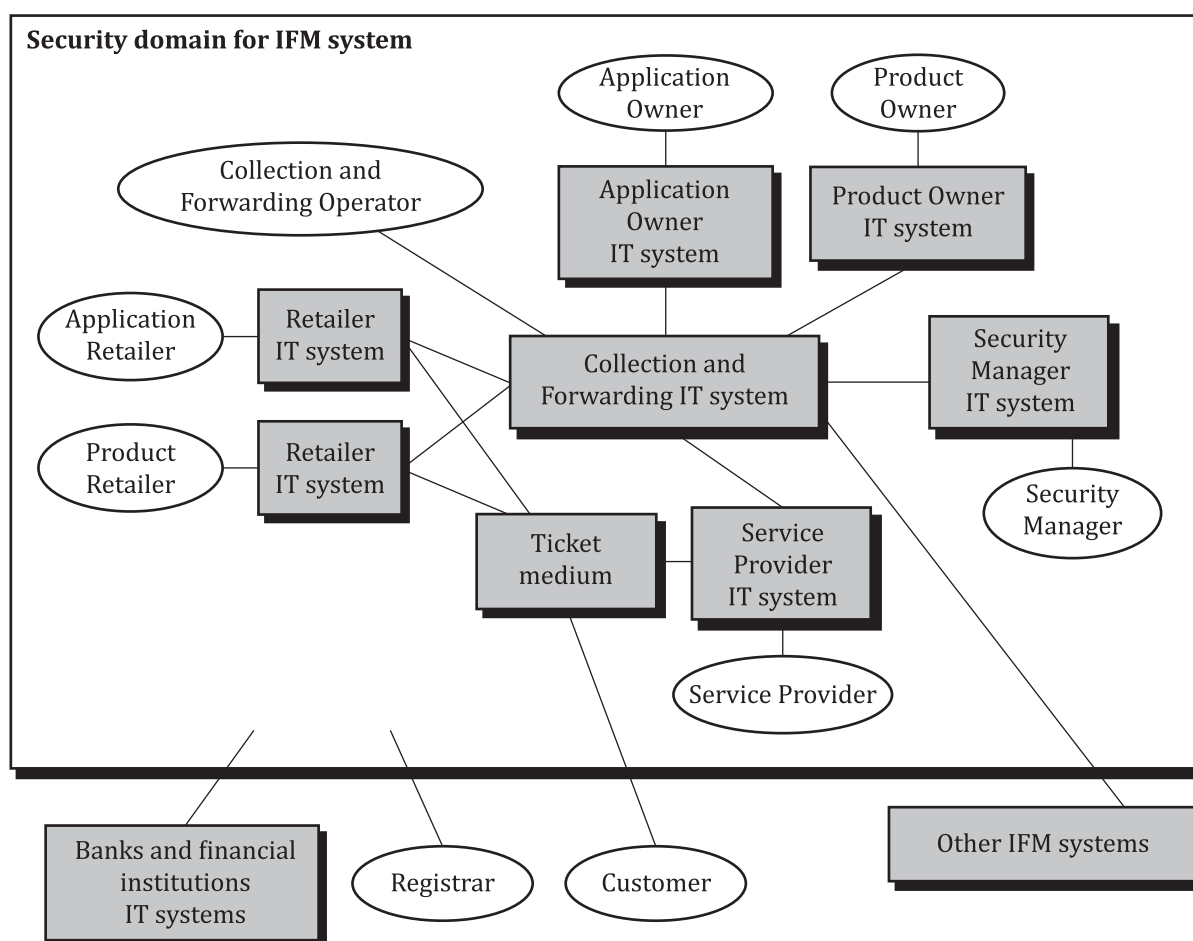 Security domain for IFM system
Application
Owner
Product
Owner
Collection and
Forwarding Operator
Application
Owner
IT system
Product Owner
IT system
Application
Retailer
Retailer
IT system
Collection and
Forwarding IT system
Security
Manager
IT system
Product
Retailer
Retailer
IT system
Security
Manager
Ticket
medium
Service
Provider
IT system
Service Provider
Banks and financial
institutions
IT systems
Registrar
Customer
Other IFM systems